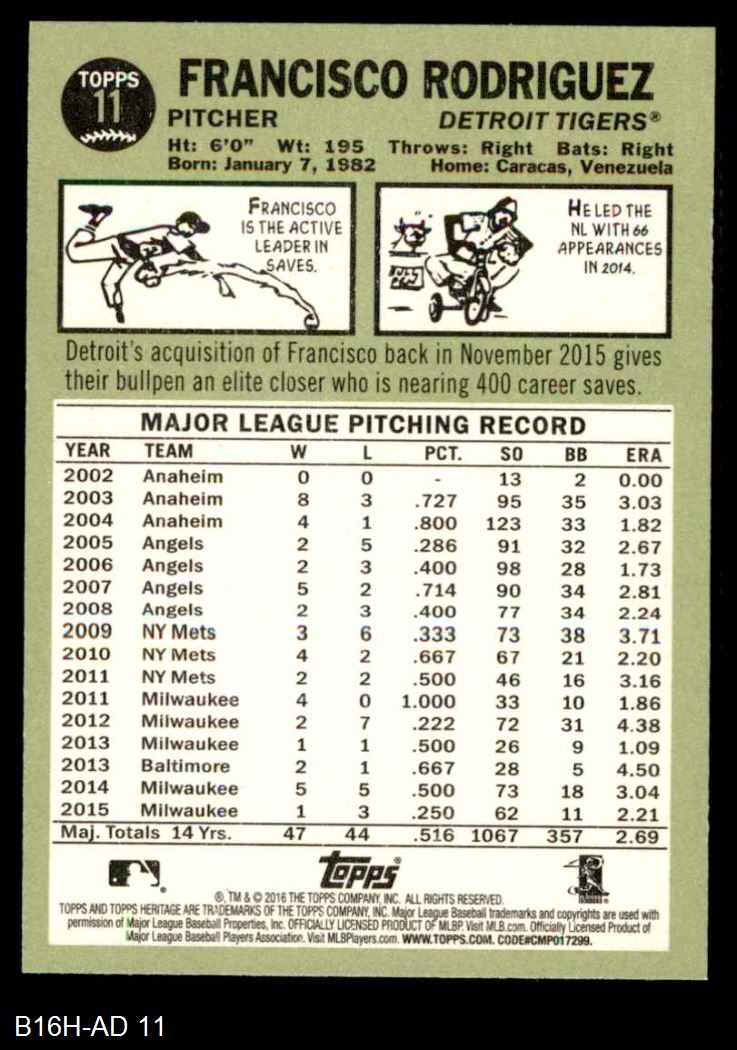 TOPPS
11
FRANCISCO RODRIGUEZ
PITCHER DETROIT TIGERS®
Ht: 6'0" Wt: 195 Throws: Right Bats: Right
Born: January 7, 1982 Home: Caracas, Venezuela
FRANCISCO
IS THE ACTIVE
LEADER IN
SAVES.
HE LED THE
NL WITH 66
APPEARANCES
IN 2014.
BULL
PEN
Detroit's acquisition of Francisco back in November 2015 gives
their bullpen an elite closer who is nearing 400 career saves.
MAJOR LEAGUE PITCHING RECORD
YEAR TEAM W L PCT. SO BB ERA
2002 Anaheim 0 0 - 13 2 0.00
2003 Anaheim 8 3 .727 95 35 3.03
2004 Anaheim 4 1 .800 123 33 1.82
2005 Angels 2 5 .286 91 32 2.67
2006 Angels 2 3 .400 98 28 1.73
2007 Angels 5 2 .714 90 34 2.81
2008 Angels 2 3 .400 77 34 2.24
2009 NY Mets 3 6 .333 73 38 3.71
2010 NY Mets 4 2 .667 67 21 2.20
2011 NY Mets 2 2 .500 46 16 3.16
2011 Milwaukee 4 0 1.000 33 10 1.86
2012 Milwaukee 2 7 .222 72 31 4.38
2013 Milwaukee 1 1 .500 26 9 1.09
2013 Baltimore 2 1 .667 28 5 4.50
2014 Milwaukee 5 5 .500 73 18 3.04
2015 Milwaukee 1 3 .250 62 11 2.21
Maj. Totals 14 Yrs. 47 44 .516 1067 357 2.69
Topps®
®, TM & © 2016 THE TOPPS COMPANY, INC. ALL RIGHTS RESERVED.
TOPPS AND TOPPS HERITAGE ARE TRADEMARKS OF THE TOPPS COMPANY, INC. Major League Baseball trademarks and copyrights are used with
permission of Major League Baseball Properties, Inc. OFFICIALLY LICENSED PRODUCT OF MLBP. Visit MLB.com. Officially Licensed Product of
Major League Baseball Players Association. Visit MLBPlayers.com. WWW.TOPPS.COM. CODE#CMP017299.
B16H-AD 11